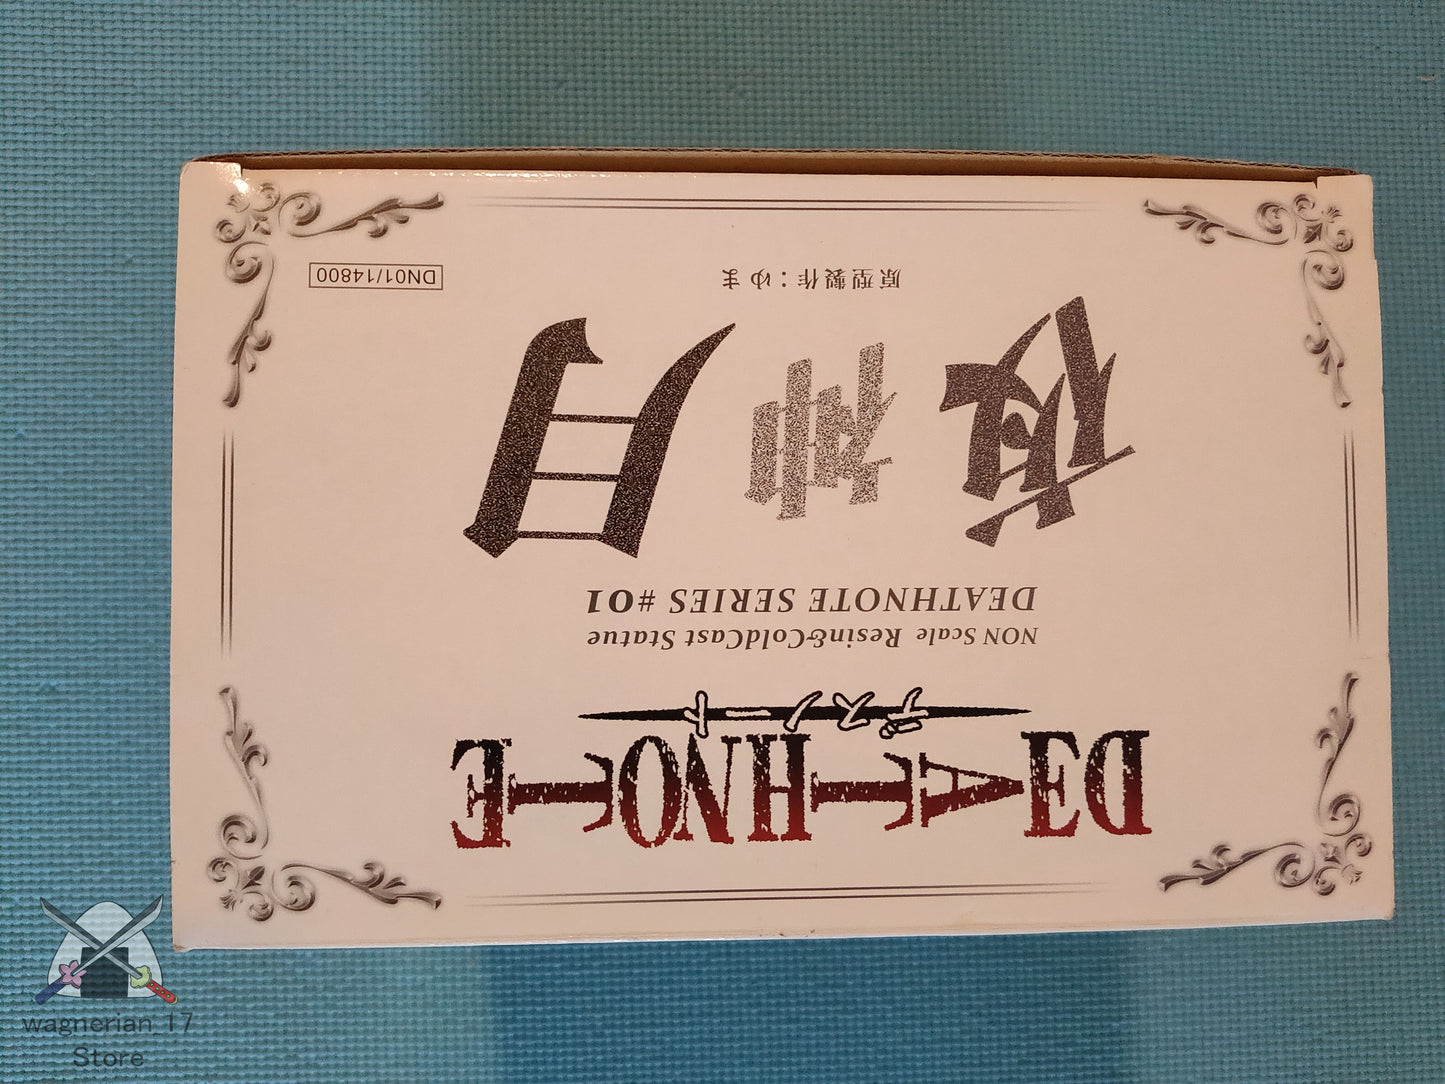 DEATHNOTE
デスノート
NON Scale Resin&ColdCast Statue
DEATHNOTE SERIES #01
夜神月
原型製作：ゆま
DN01/14800
wagnerian_17
Store